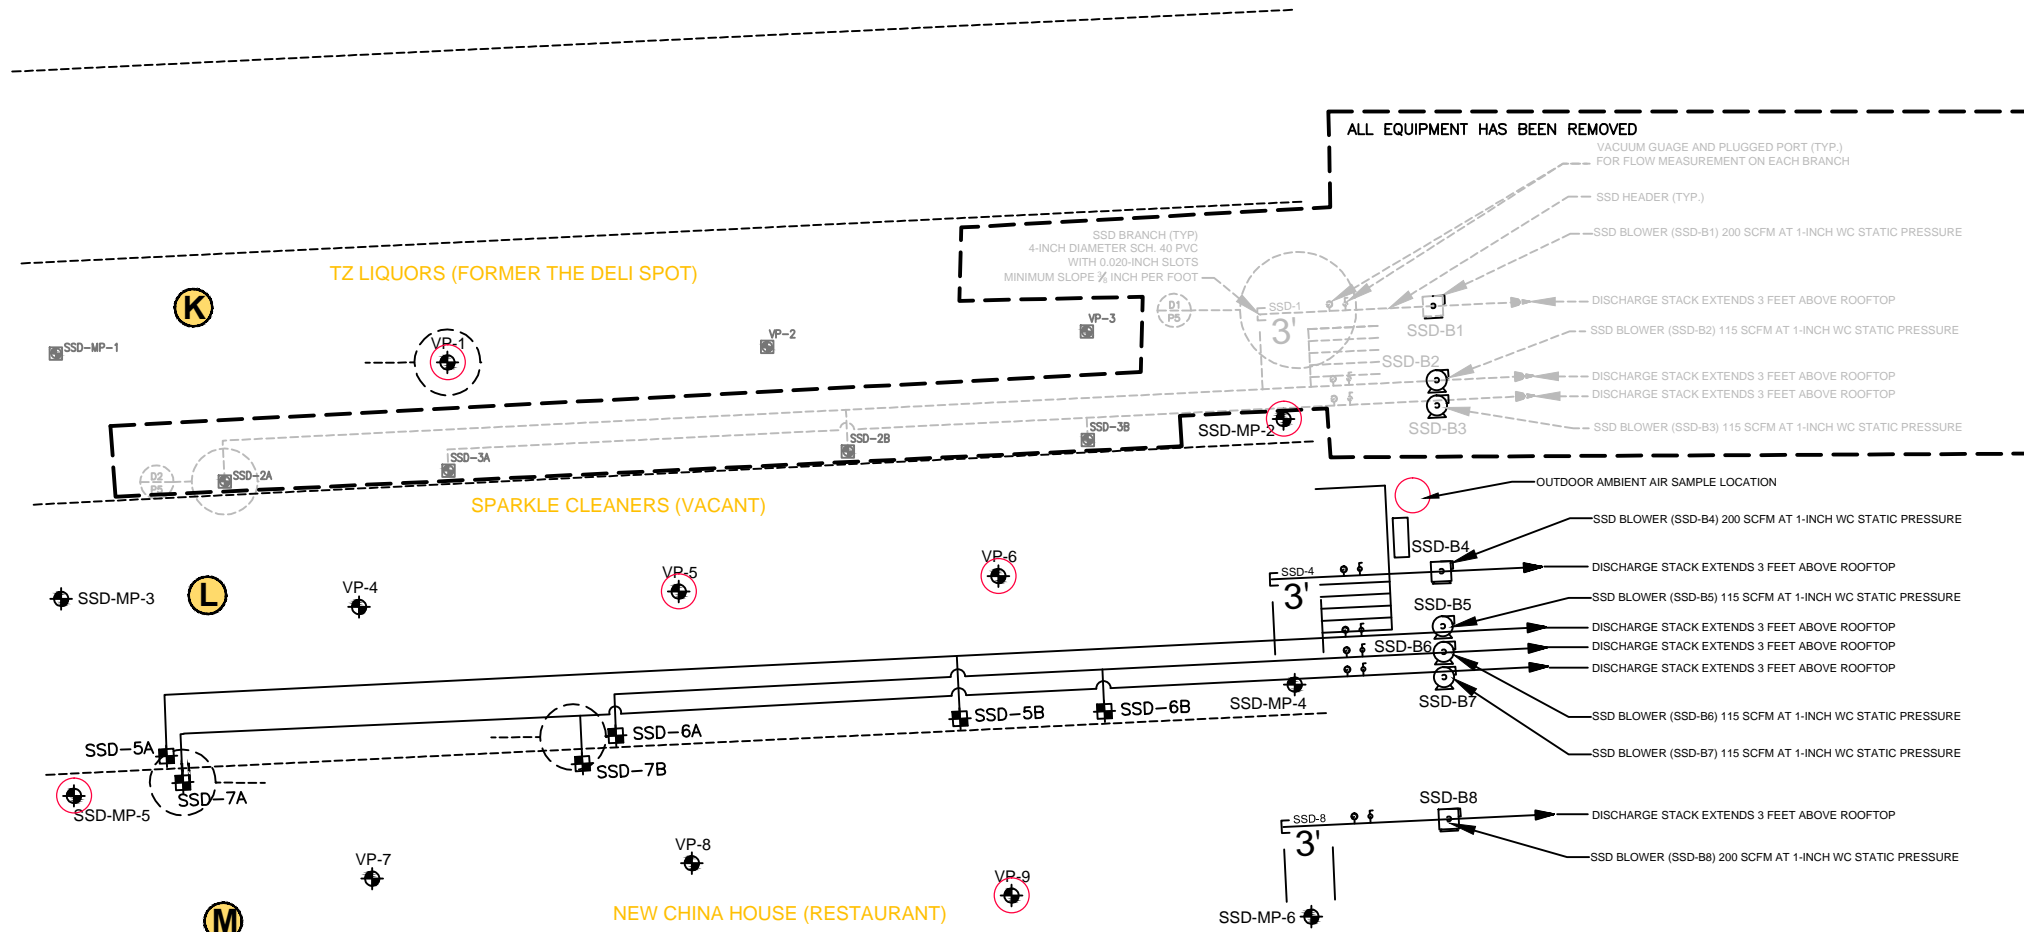 ALL EQUIPMENT HAS BEEN REMOVED
VACUUM GUAGE AND PLUGGED PORT (TYP.)
FOR FLOW MEASUREMENT ON EACH BRANCH
SSD HEADER (TYP.)
SSD BRANCH (TYP)
4-INCH DIAMETER SCH. 40 PVC
WITH 0.020-INCH SLOTS
MINIMUM SLOPE ⅛ INCH PER FOOT
SSD BLOWER (SSD-B1) 200 SCFM AT 1-INCH WC STATIC PRESSURE
TZ LIQUORS (FORMER THE DELI SPOT)
K
D1
P5
SSD-1
3'
SSD-B1
DISCHARGE STACK EXTENDS 3 FEET ABOVE ROOFTOP
SSD-MP-1
VP-1
VP-2
VP-3
SSD BLOWER (SSD-B2) 115 SCFM AT 1-INCH WC STATIC PRESSURE
SSD-B2
DISCHARGE STACK EXTENDS 3 FEET ABOVE ROOFTOP
DISCHARGE STACK EXTENDS 3 FEET ABOVE ROOFTOP
SSD-MP-2
SSD-B3
SSD BLOWER (SSD-B3) 115 SCFM AT 1-INCH WC STATIC PRESSURE
SSD-2B
SSD-3B
SSD-3A
D2
P5
SSD-2A
SPARKLE CLEANERS (VACANT)
OUTDOOR AMBIENT AIR SAMPLE LOCATION
SSD BLOWER (SSD-B4) 200 SCFM AT 1-INCH WC STATIC PRESSURE
SSD-B4
VP-6
VP-5
VP-4
SSD-4
3'
DISCHARGE STACK EXTENDS 3 FEET ABOVE ROOFTOP
SSD-MP-3
L
SSD BLOWER (SSD-B5) 115 SCFM AT 1-INCH WC STATIC PRESSURE
SSD-B5
DISCHARGE STACK EXTENDS 3 FEET ABOVE ROOFTOP
SSD-B6
DISCHARGE STACK EXTENDS 3 FEET ABOVE ROOFTOP
DISCHARGE STACK EXTENDS 3 FEET ABOVE ROOFTOP
SSD-MP-4
SSD-B7
SSD-5B
SSD-6B
SSD BLOWER (SSD-B6) 115 SCFM AT 1-INCH WC STATIC PRESSURE
SSD-6A
SSD-5A
SSD-7B
SSD BLOWER (SSD-B7) 115 SCFM AT 1-INCH WC STATIC PRESSURE
SSD-7A
SSD-MP-5
SSD-B8
SSD-8
3'
DISCHARGE STACK EXTENDS 3 FEET ABOVE ROOFTOP
VP-7
VP-8
VP-9
SSD BLOWER (SSD-B8) 200 SCFM AT 1-INCH WC STATIC PRESSURE
M
NEW CHINA HOUSE (RESTAURANT)
SSD-MP-6